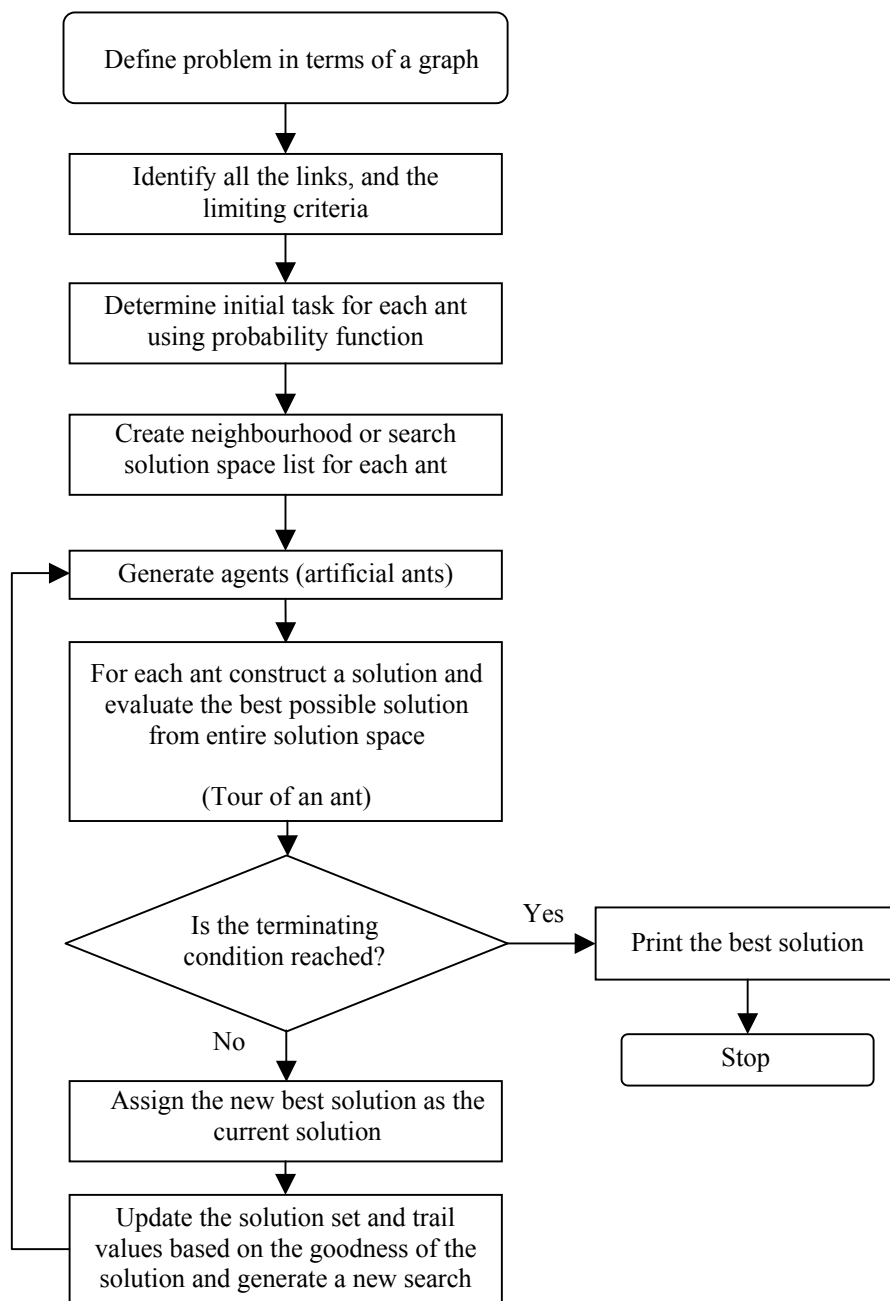 Define problem in terms of a graph
Identify all the links, and the
limiting criteria
Determine initial task for each ant
using probability function
Create neighbourhood or search
solution space list for each ant
Generate agents (artificial ants)
For each ant construct a solution and
evaluate the best possible solution
from entire solution space
(Tour of an ant)
Is the terminating
condition reached?
Yes
Print the best solution
Stop
No
Assign the new best solution as the
current solution
Update the solution set and trail
values based on the goodness of the
solution and generate a new search